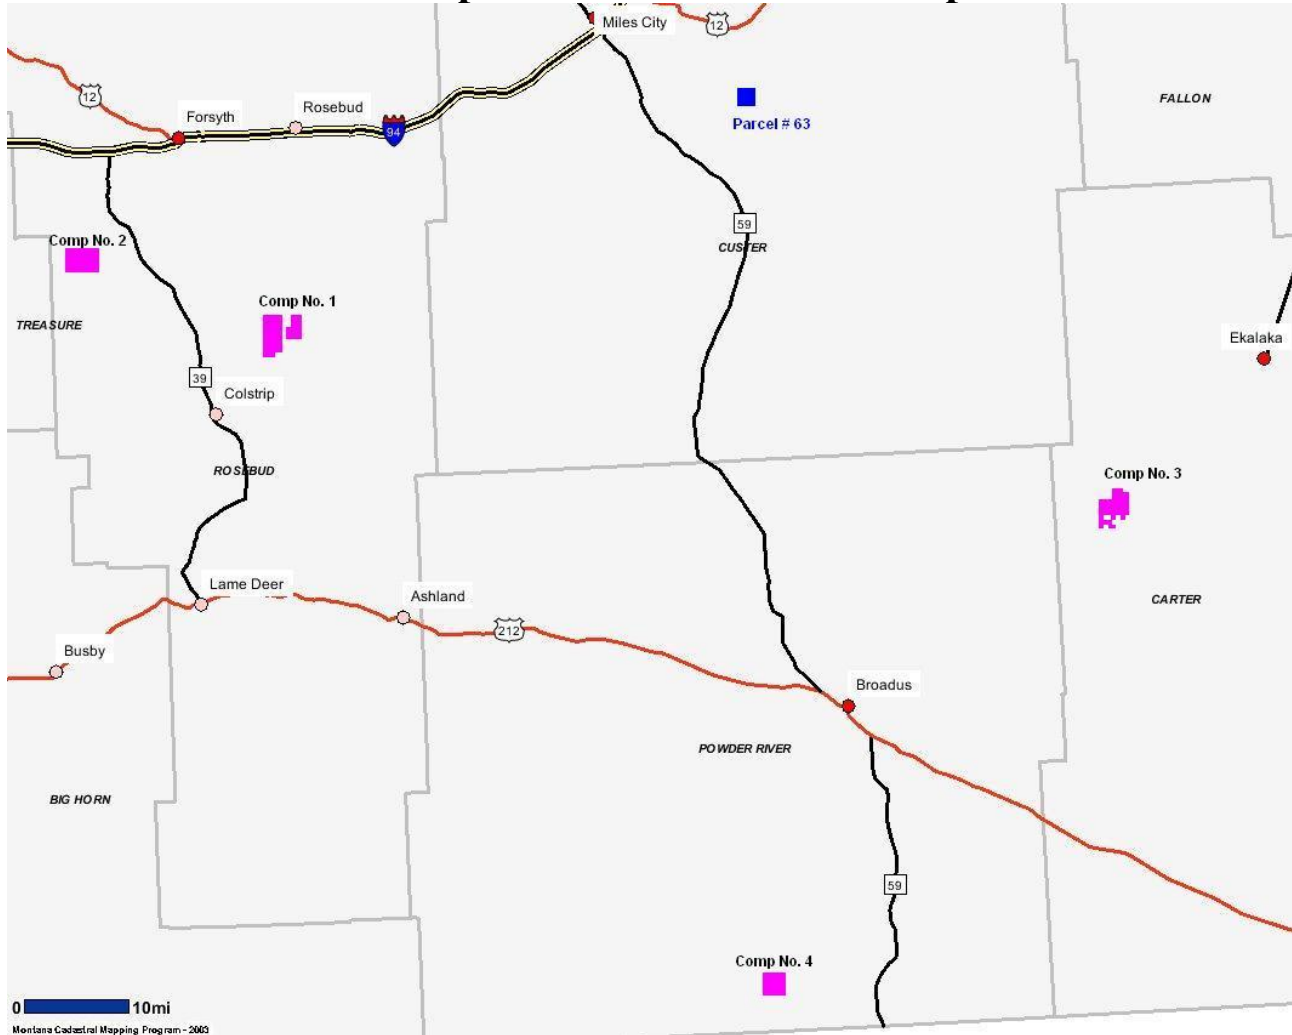 Miles City
12
12
Rosebud
Forsyth
94
FALLON
Parcel # 63
59
Comp No. 2
CUSTER
Comp No. 1
TREASURE
Ekalaka
39
Colstrip
ROSEBUD
Comp No. 3
Lame Deer
Ashland
CARTER
212
Busby
Broadus
POWDER RIVER
BIG HORN
59
Comp No. 4
0 10mi
Montana Cadastral Mapping Program - 2003